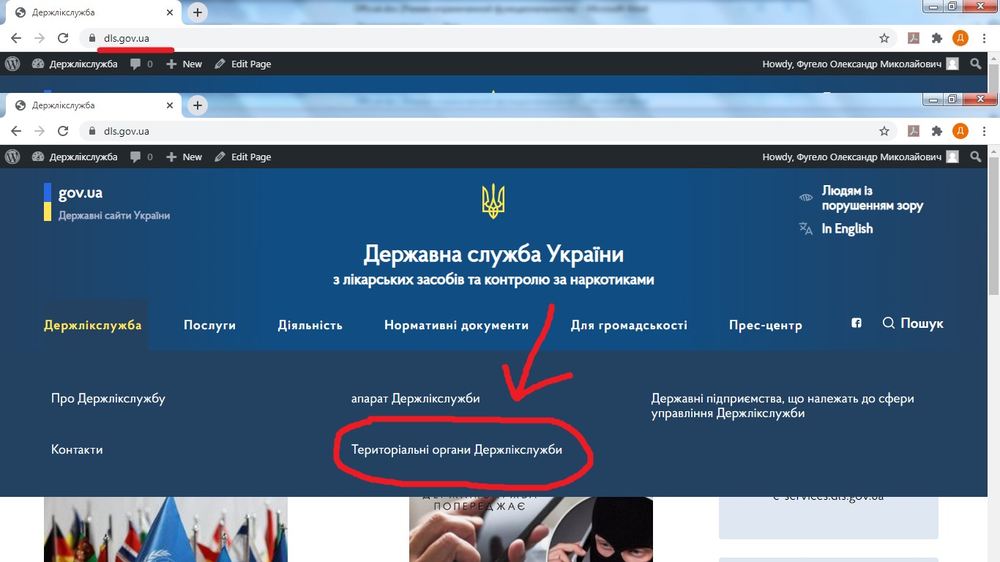 Держлікслужба
dls.gov.ua
Держлікслужба 0 New Edit Page Howdy, Фугело Олександр Миколайович
Держлікслужба
dls.gov.ua
Держлікслужба 0 New Edit Page Howdy, Фугело Олександр Миколайович
gov.ua
Державні сайти України
Людям із
порушенням зору
In English
Державна служба України
з лікарських засобів та контролю за наркотиками
Держлікслужба Послуги Діяльність Нормативні документи Для громадськості Прес-центр Пошук
Про Держлікслужбу
апарат Держлікслужби
Державні підприємства, що належать до сфери
управління Держлікслужби
Контакти
Територіальні органи Держлікслужби
ПОПЕРЕДЖАЄ
e-services.dls.gov.ua